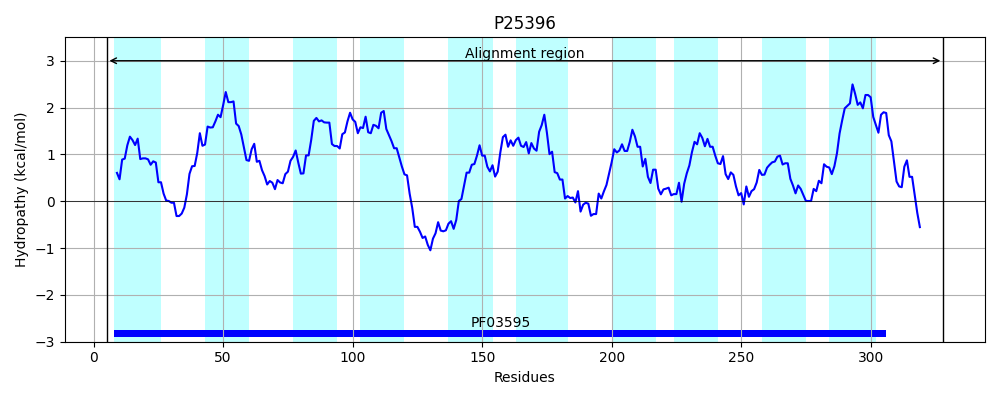 P25396
Alignment region
PF03595
3
2
1
0
−1
−2
−3
Hydropathy (kcal/mol)
0 50 100 150 200 250 300
Residues